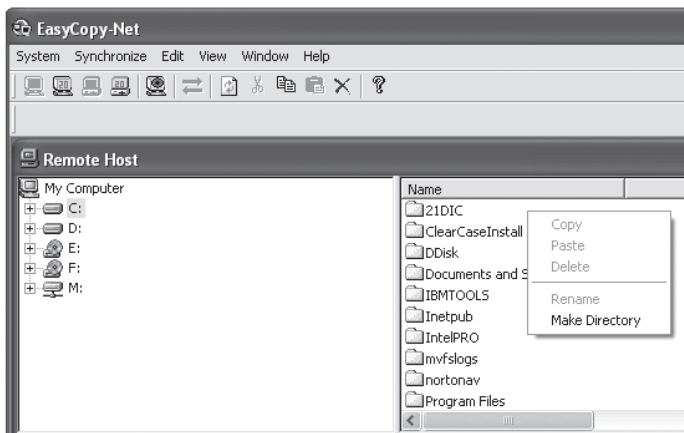 EasyCopy-Net
System Synchronize Edit View Window Help
Remote Host
My Computer
C:
D:
E:
F:
M:
Name
21DIC
ClearCaseInstall
DDisk
Documents and S
IBMTOOLS
Inetpub
IntelPRO
mvfslogs
nortonav
Program Files
Copy
Paste
Delete
Rename
Make Directory